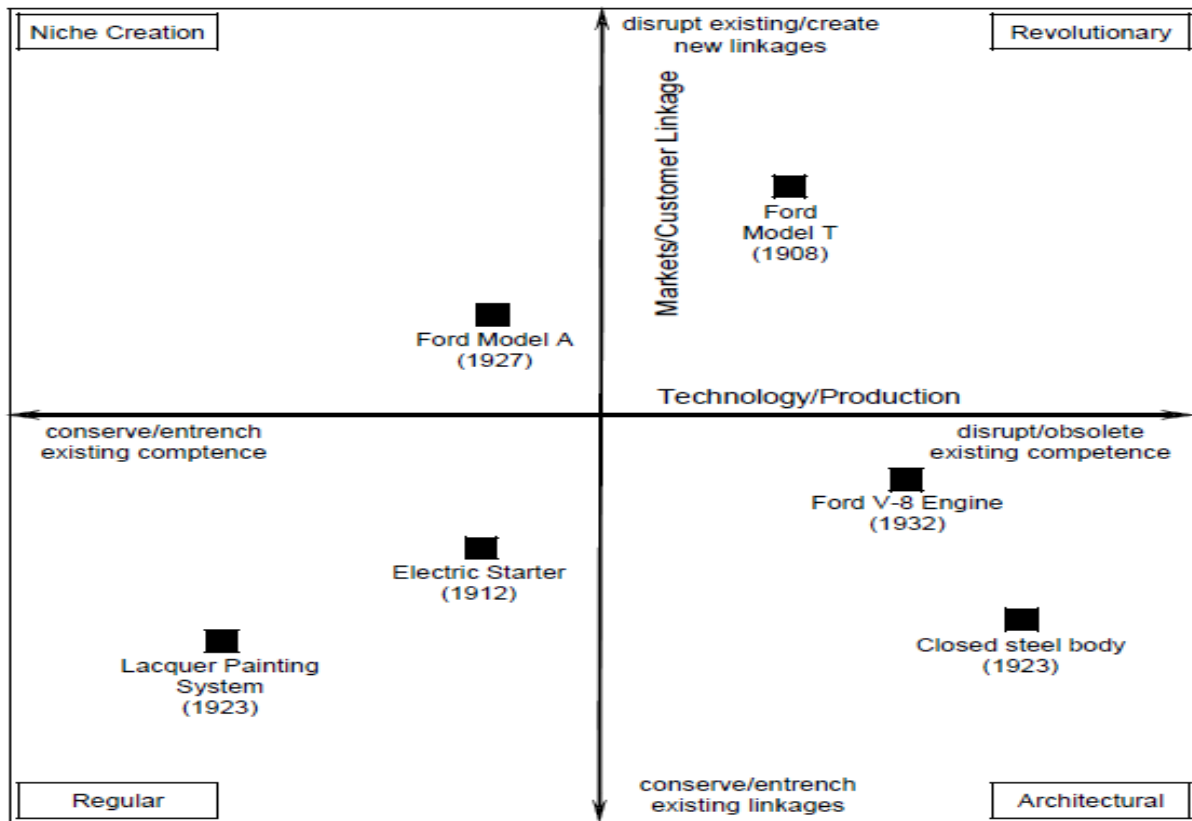 Niche Creation
disrupt existing/create
new linkages
Revolutionary
Markets/Customer Linkage
Ford
Model T
(1908)
Ford Model A
(1927)
Technology/Production
conserve/entrench
existing comptence
disrupt/obsolete
existing competence
Ford V-8 Engine
(1932)
Electric Starter
(1912)
Closed steel body
(1923)
Lacquer Painting
System
(1923)
Regular
conserve/entrench
existing linkages
Architectural